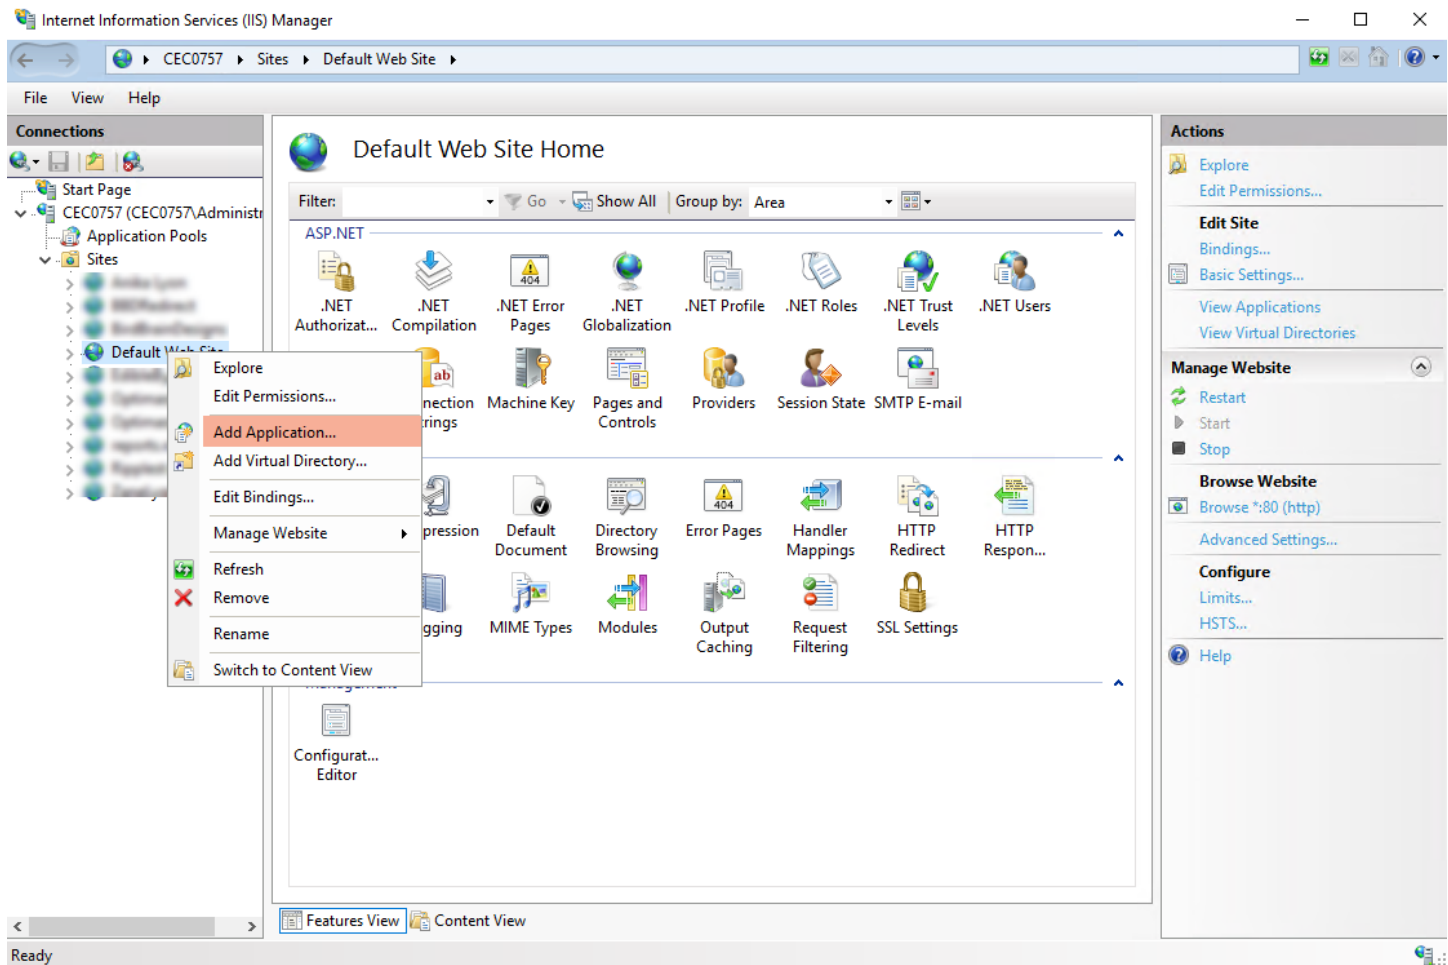 Internet Information Services (IIS) Manager
CEC0757 Sites Default Web Site
File View Help
Connections
Start Page
CEC0757 (CEC0757\Administr
Application Pools
Sites
Default Web Site
Explore
Edit Permissions...
Add Application...
Add Virtual Directory...
Edit Bindings...
Manage Website
Refresh
Remove
Rename
Switch to Content View
Default Web Site Home
Filter: Go Show All Group by: Area
ASP.NET
.NET Authorizat...
.NET Compilation
.NET Error Pages
404
.NET Globalization
.NET Profile
.NET Roles
.NET Trust Levels
.NET Users
ab
nection
rings
Machine Key
Pages and Controls
Providers
Session State
SMTP E-mail
pression
Default Document
Directory Browsing
404
Error Pages
Handler Mappings
HTTP Redirect
HTTP Respon...
gging
MIME Types
Modules
Output Caching
Request Filtering
SSL Settings
Management
Configurat...
Editor
Features View Content View
Actions
Explore
Edit Permissions...
Edit Site
Bindings...
Basic Settings...
View Applications
View Virtual Directories
Manage Website
Restart
Start
Stop
Browse Website
Browse *:80 (http)
Advanced Settings...
Configure
Limits...
HSTS...
Help
Ready